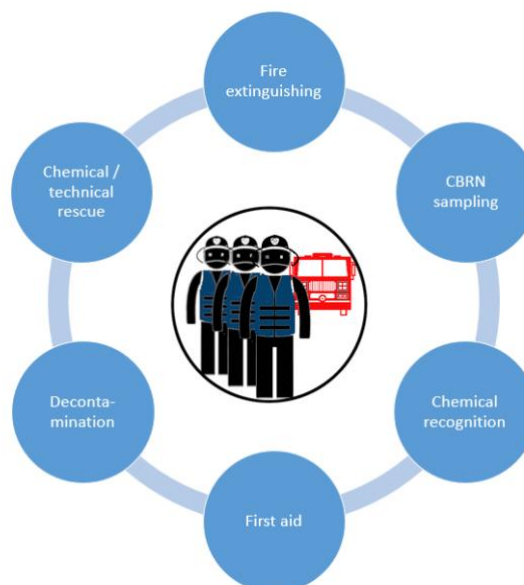 Fire
extinguishing
CBRN
sampling
Chemical
recognition
First aid
Deconta-
mination
Chemical /
technical
rescue